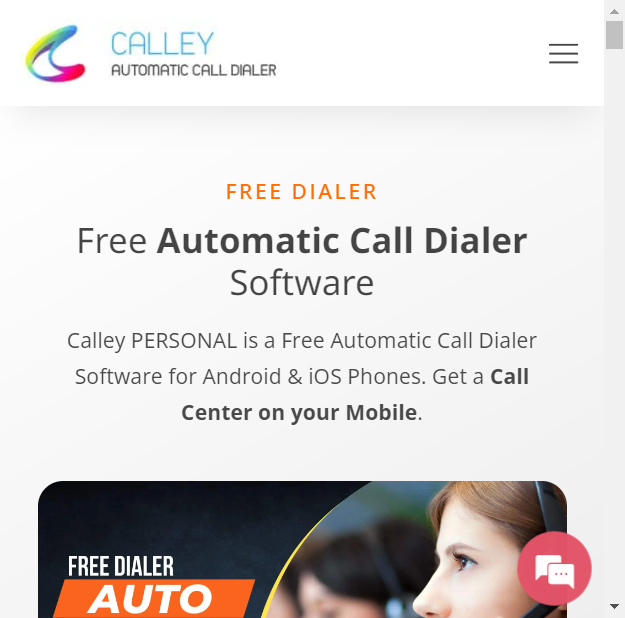 CALLEY
AUTOMATIC CALL DIALER
FREE DIALER
Free Automatic Call Dialer
Software
Calley PERSONAL is a Free Automatic Call Dialer
Software for Android & iOS Phones. Get a Call
Center on your Mobile.
FREE DIALER
AUTO